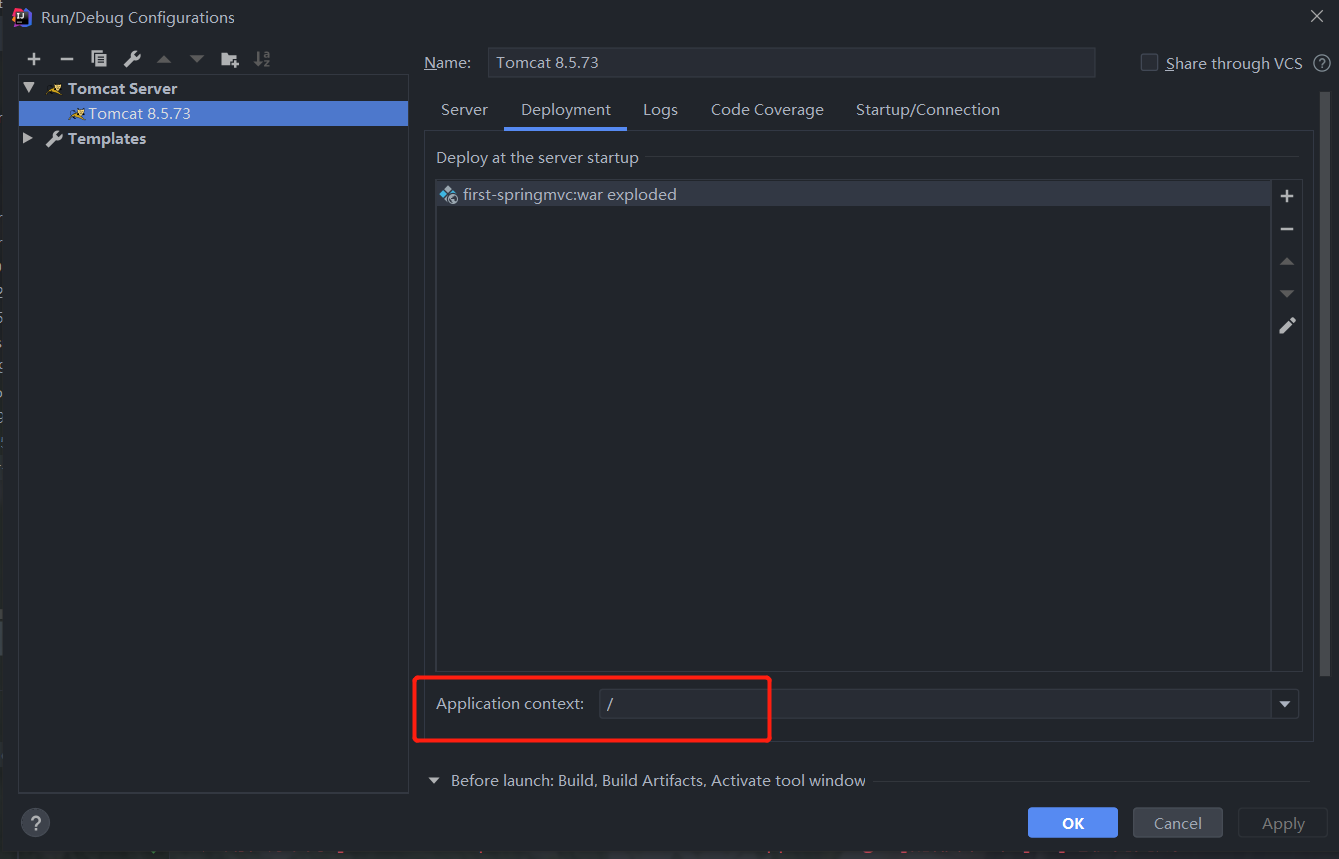 Run/Debug Configurations
Name: Tomcat 8.5.73
Share through VCS
Tomcat Server
Tomcat 8.5.73
Templates
Server Deployment Logs Code Coverage Startup/Connection
Deploy at the server startup
first-springmvc:war exploded
Application context: /
Before launch: Build, Build Artifacts, Activate tool window
OK Cancel Apply